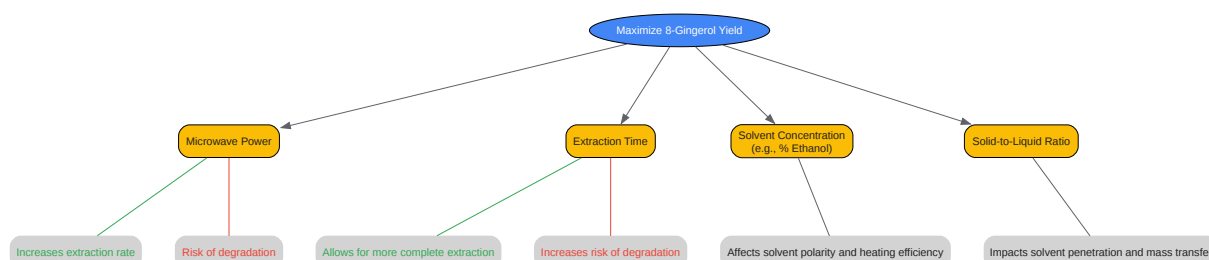 Maximize 8-Gingerol Yield
Microwave Power
Extraction Time
Solvent Concentration
(e.g., % Ethanol)
Solid-to-Liquid Ratio
Increases extraction rate
Risk of degradation
Allows for more complete extraction
Increases risk of degradation
Affects solvent polarity and heating efficiency
Impacts solvent penetration and mass transfe